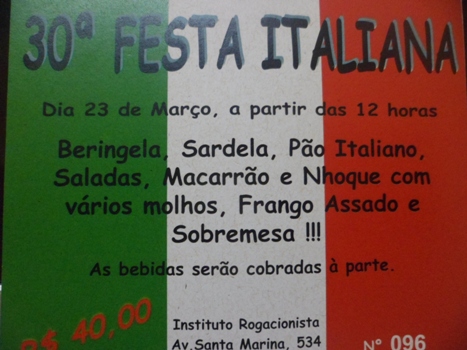 30ª FESTA ITALIANA
Dia 23 de Março, a partir das 12 horas
Beringela, Sardela, Pão Italiano,
Saladas, Macarrão e Nhoque com
vários molhos, Frango Assado e
Sobremesa !!!
As bebidas serão cobradas à parte.
R$ 40,00
Instituto Rogacionista
Av.Santa Marina, 534
Nº 096